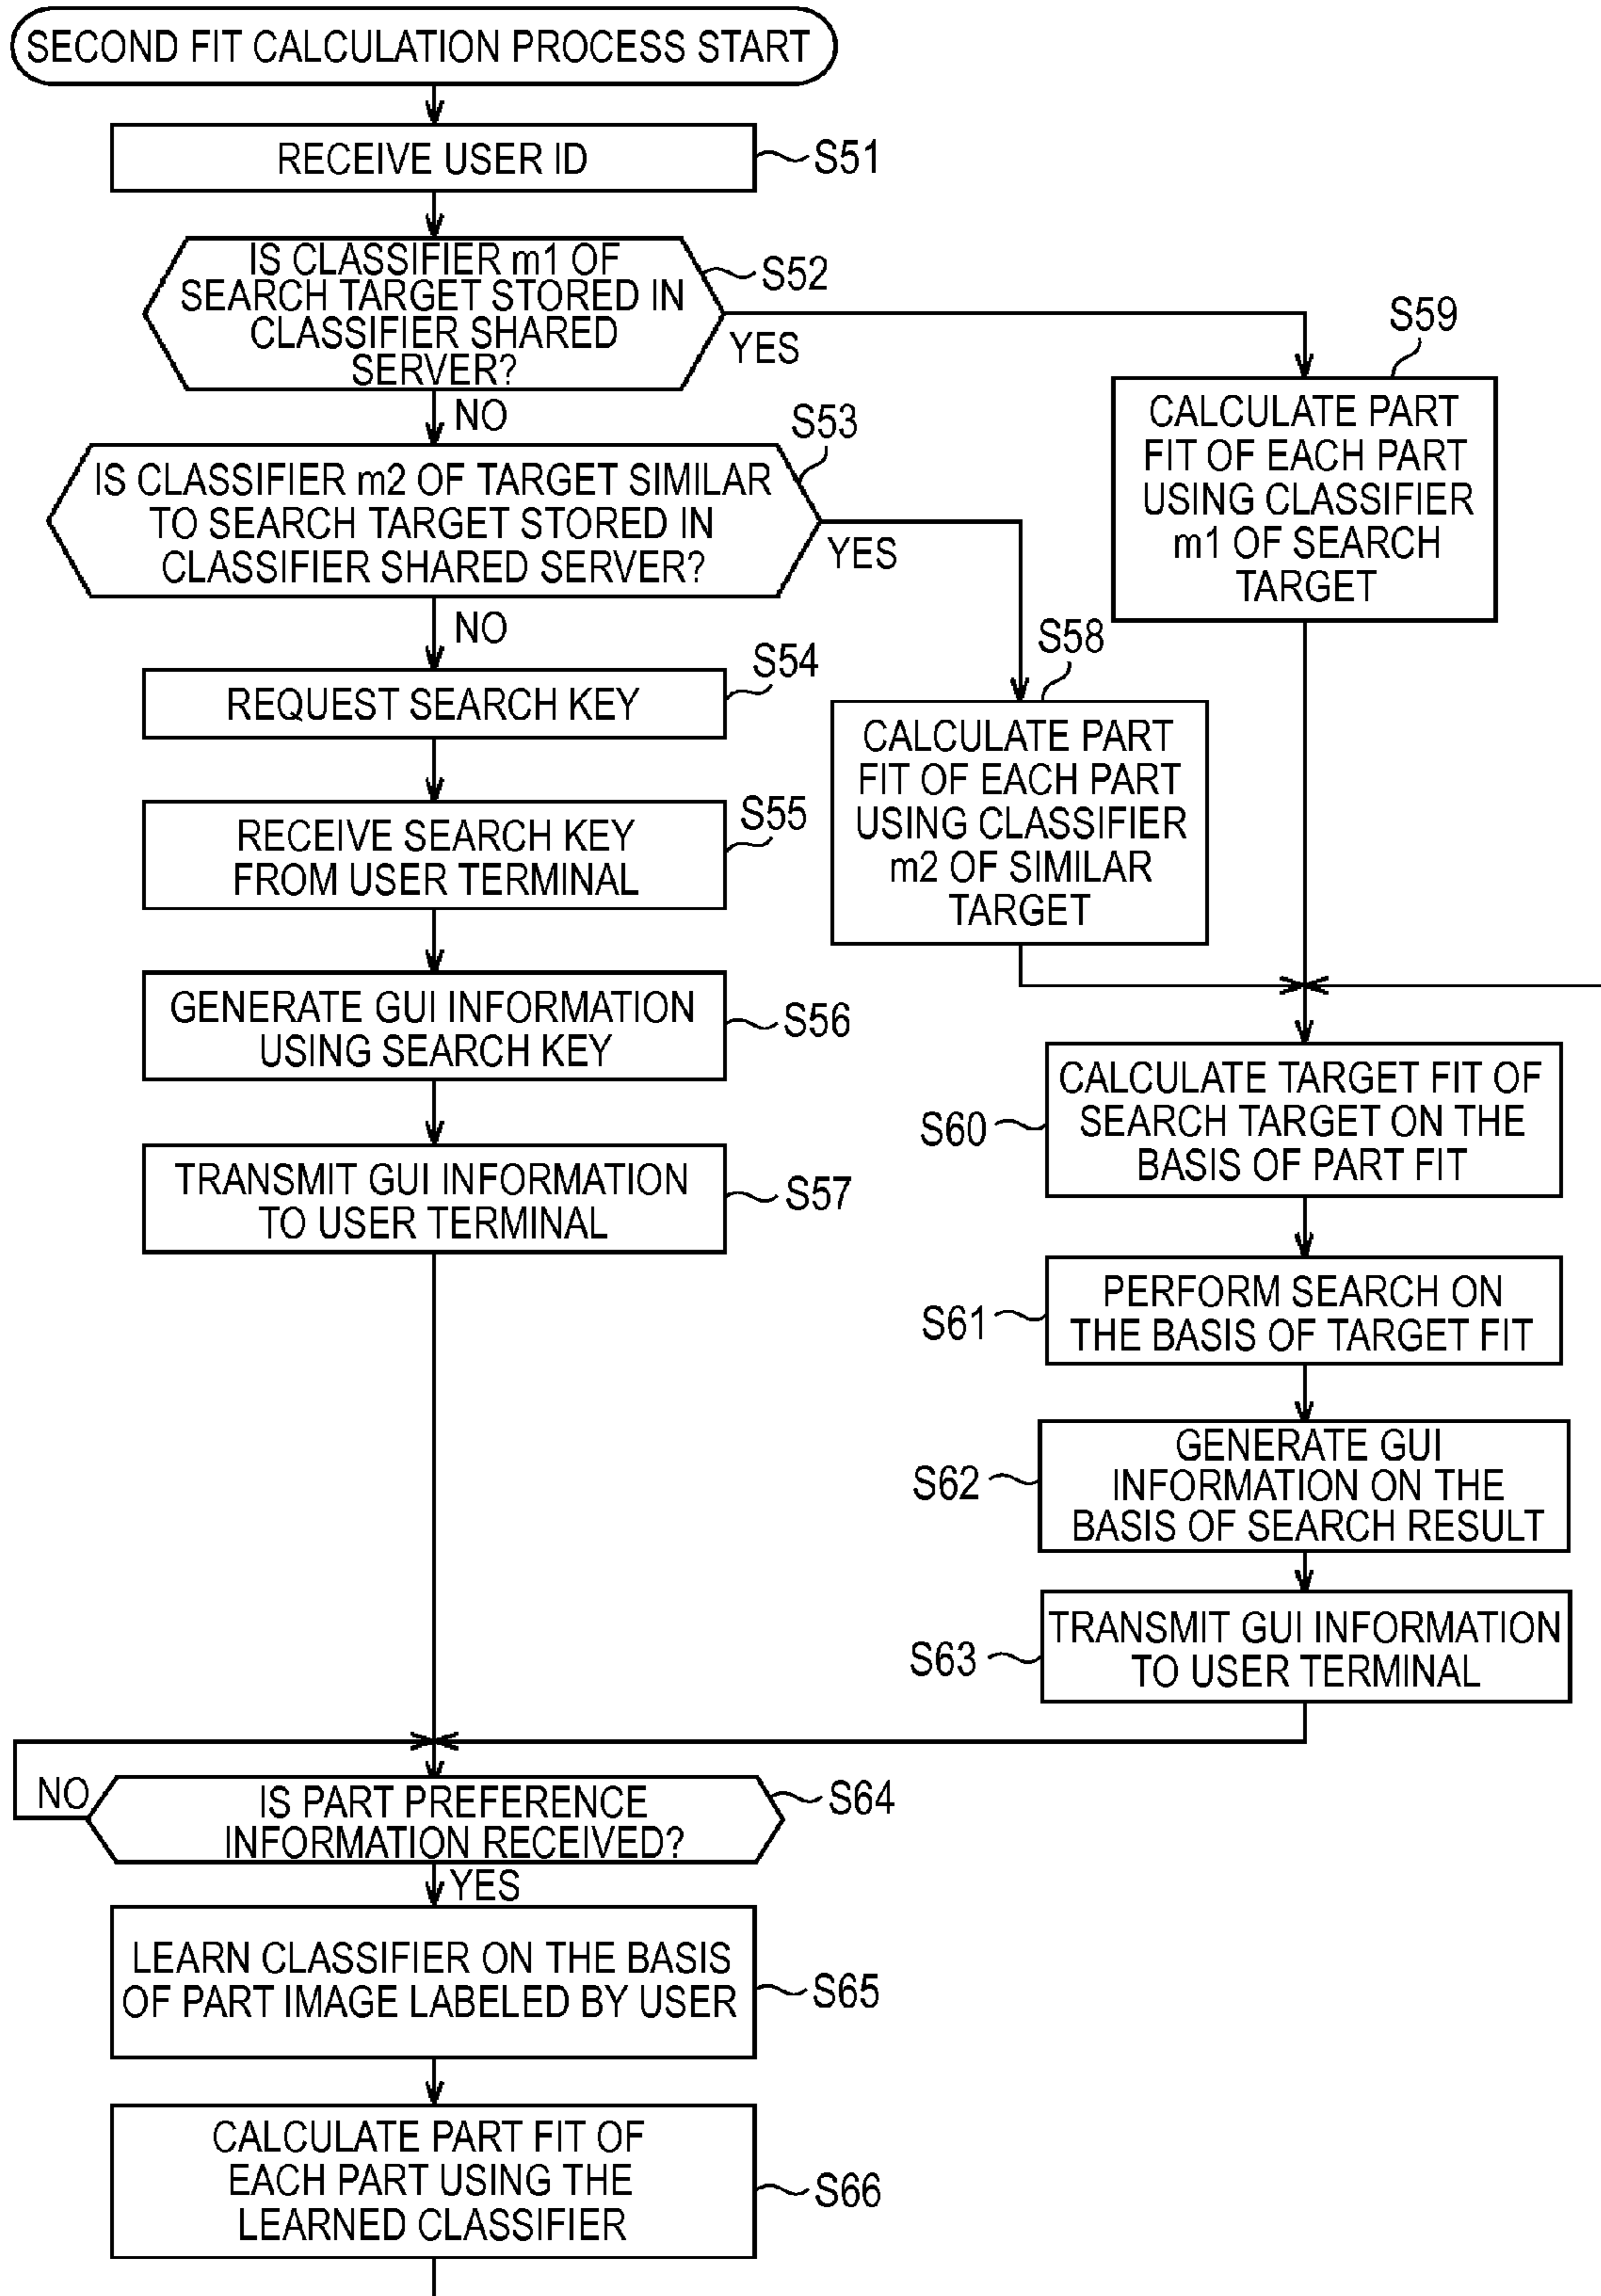 SECOND FIT CALCULATION PROCESS START
RECEIVE USER ID
S51
IS CLASSIFIER m1 OF
SEARCH TARGET STORED IN
CLASSIFIER SHARED
SERVER?
S52
YES
NO
S59
CALCULATE PART
FIT OF EACH PART
USING CLASSIFIER
m1 OF SEARCH
TARGET
S53
IS CLASSIFIER m2 OF TARGET SIMILAR
TO SEARCH TARGET STORED IN
CLASSIFIER SHARED SERVER?
YES
NO
S58
CALCULATE PART
FIT OF EACH PART
USING CLASSIFIER
m2 OF SIMILAR
TARGET
S54
REQUEST SEARCH KEY
S55
RECEIVE SEARCH KEY
FROM USER TERMINAL
GENERATE GUI INFORMATION
USING SEARCH KEY
S56
TRANSMIT GUI INFORMATION
TO USER TERMINAL
S57
CALCULATE TARGET FIT OF
SEARCH TARGET ON THE
BASIS OF PART FIT
S60
PERFORM SEARCH ON
THE BASIS OF TARGET FIT
S61
GENERATE GUI
INFORMATION ON THE
BASIS OF SEARCH RESULT
S62
TRANSMIT GUI INFORMATION
TO USER TERMINAL
S63
NO
IS PART PREFERENCE
INFORMATION RECEIVED?
S64
YES
LEARN CLASSIFIER ON THE BASIS
OF PART IMAGE LABELED BY USER
S65
CALCULATE PART FIT OF
EACH PART USING THE
LEARNED CLASSIFIER
S66